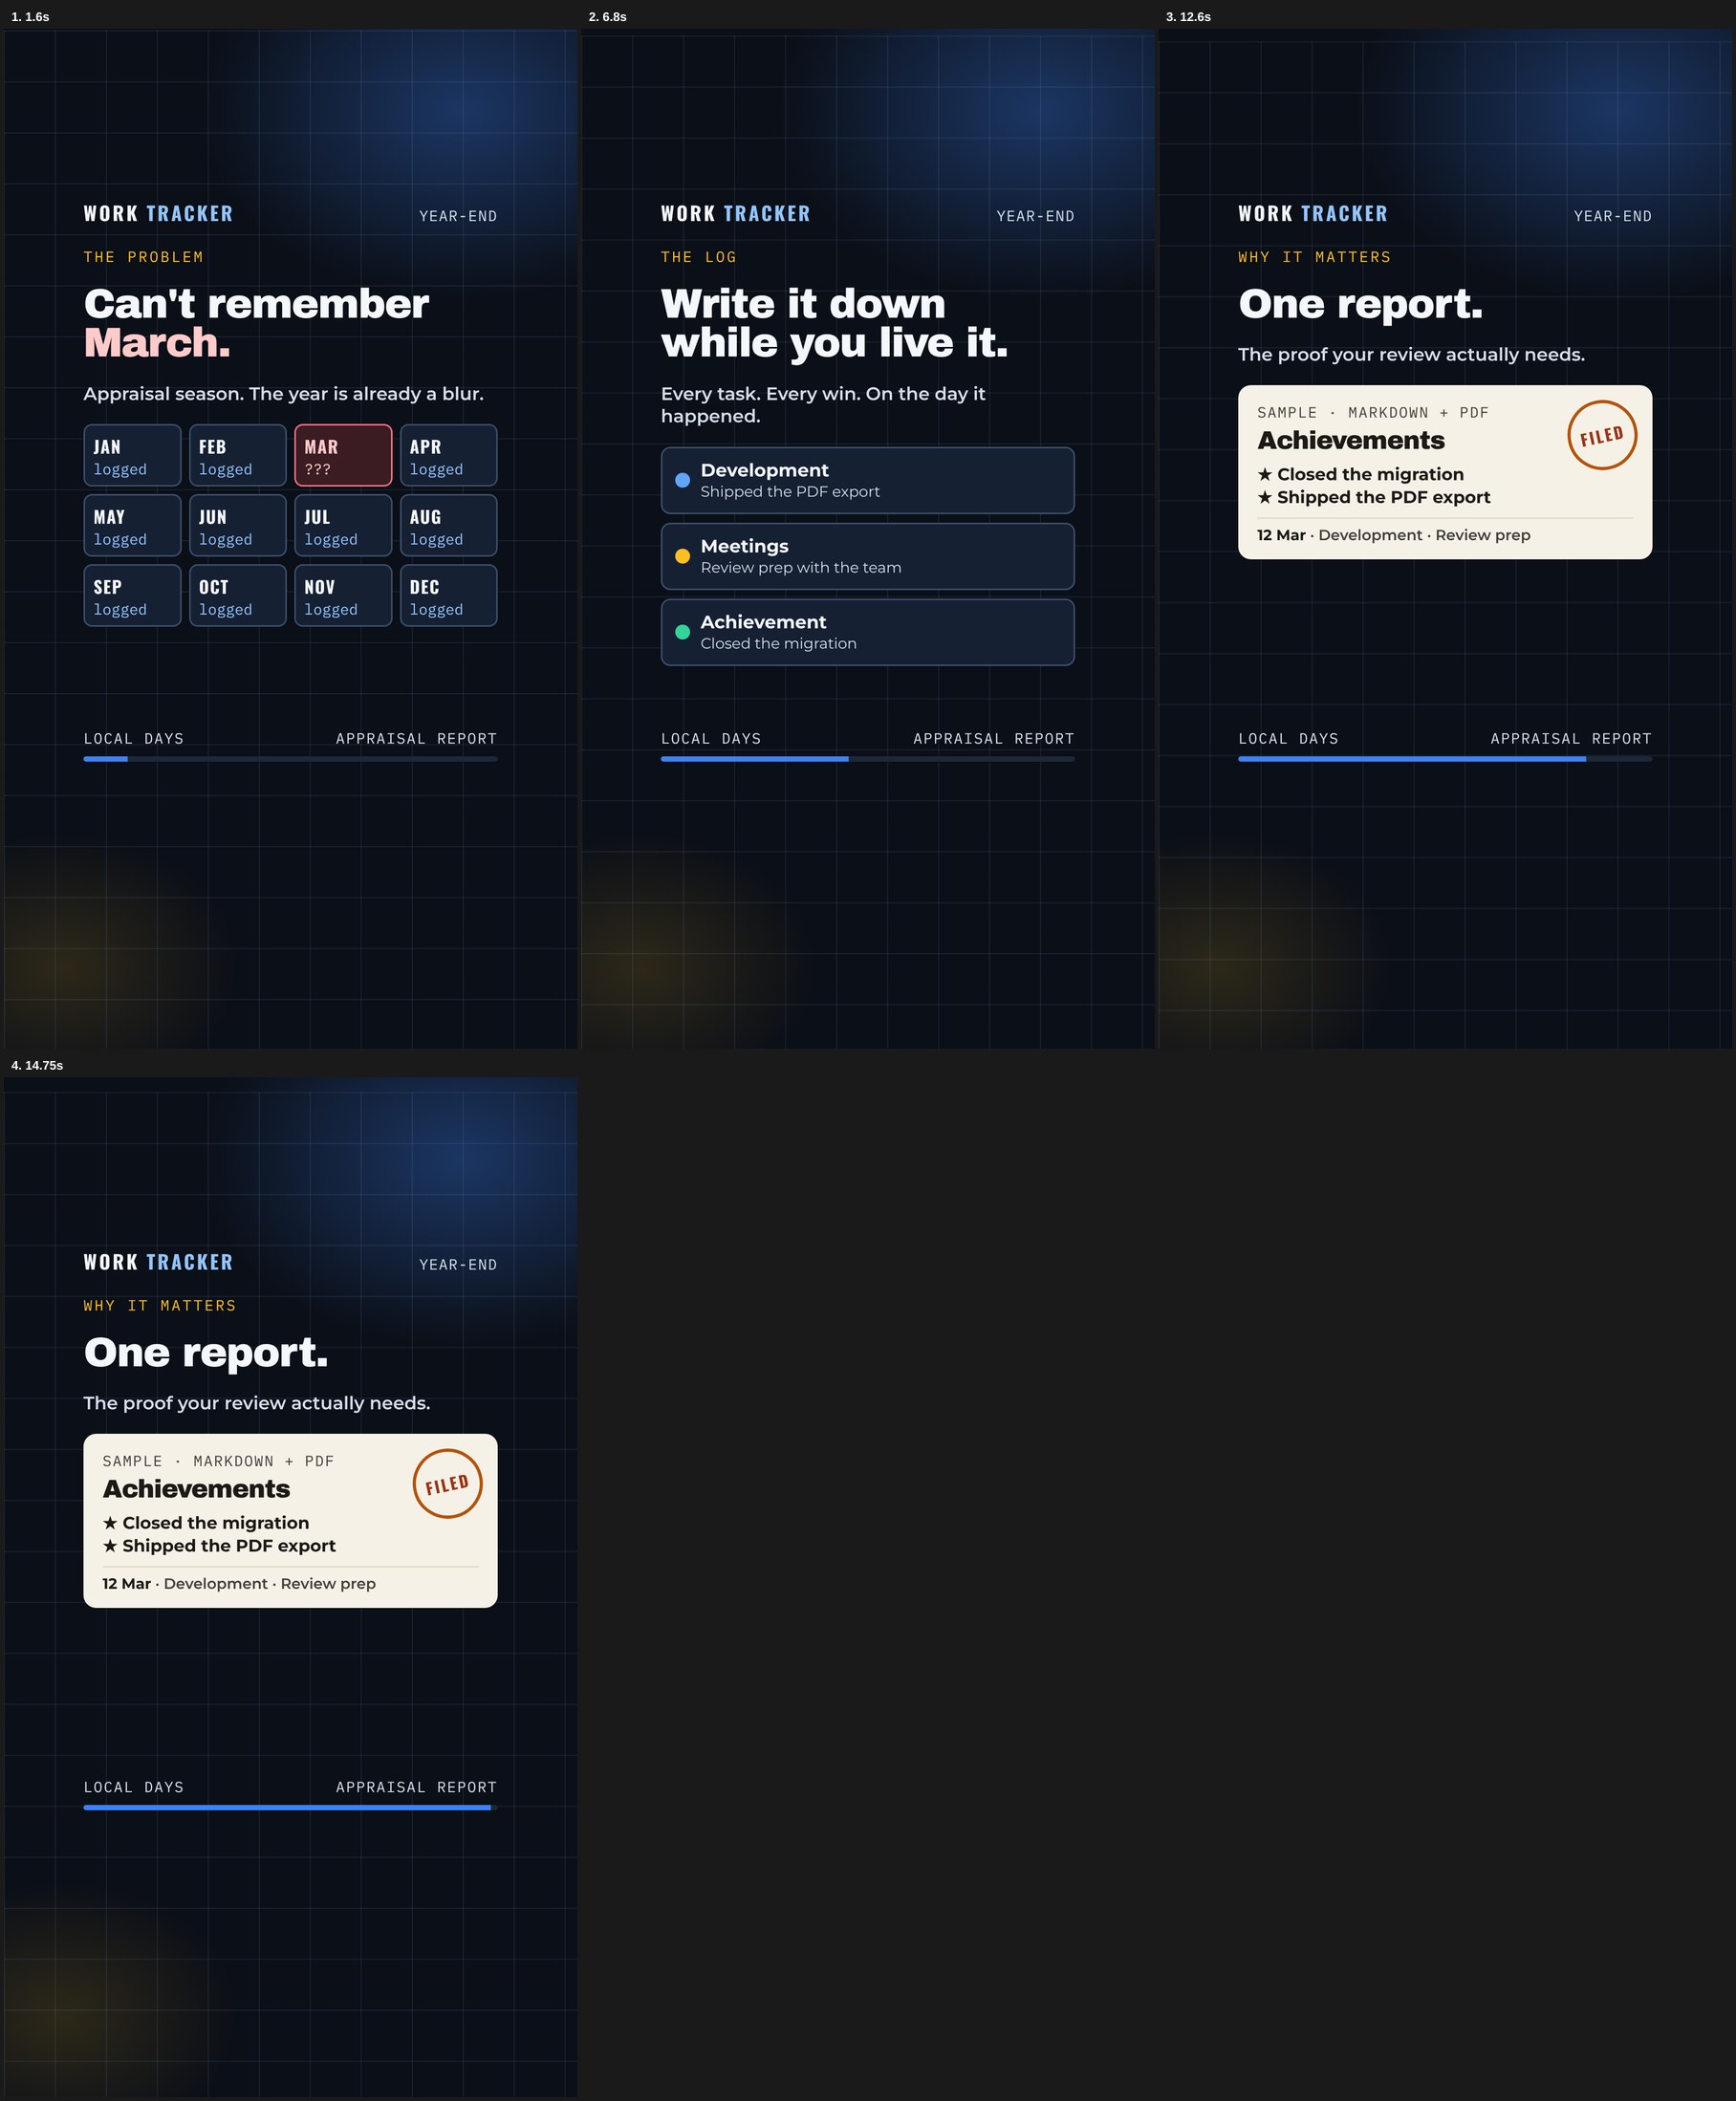 1. 1.6s
WORK TRACKER
YEAR-END
THE PROBLEM
Can't remember
March.
Appraisal season. The year is already a blur.
JAN
logged
FEB
logged
MAR
???
APR
logged
MAY
logged
JUN
logged
JUL
logged
AUG
logged
SEP
logged
OCT
logged
NOV
logged
DEC
logged
LOCAL DAYS
APPRAISAL REPORT
2. 6.8s
WORK TRACKER
YEAR-END
THE LOG
Write it down
while you live it.
Every task. Every win. On the day it
happened.
Development
Shipped the PDF export
Meetings
Review prep with the team
Achievement
Closed the migration
LOCAL DAYS
APPRAISAL REPORT
3. 12.6s
WORK TRACKER
YEAR-END
WHY IT MATTERS
One report.
The proof your review actually needs.
SAMPLE · MARKDOWN + PDF
FILED
Achievements
★ Closed the migration
★ Shipped the PDF export
12 Mar · Development · Review prep
LOCAL DAYS
APPRAISAL REPORT
4. 14.75s
WORK TRACKER
YEAR-END
WHY IT MATTERS
One report.
The proof your review actually needs.
SAMPLE · MARKDOWN + PDF
FILED
Achievements
★ Closed the migration
★ Shipped the PDF export
12 Mar · Development · Review prep
LOCAL DAYS
APPRAISAL REPORT